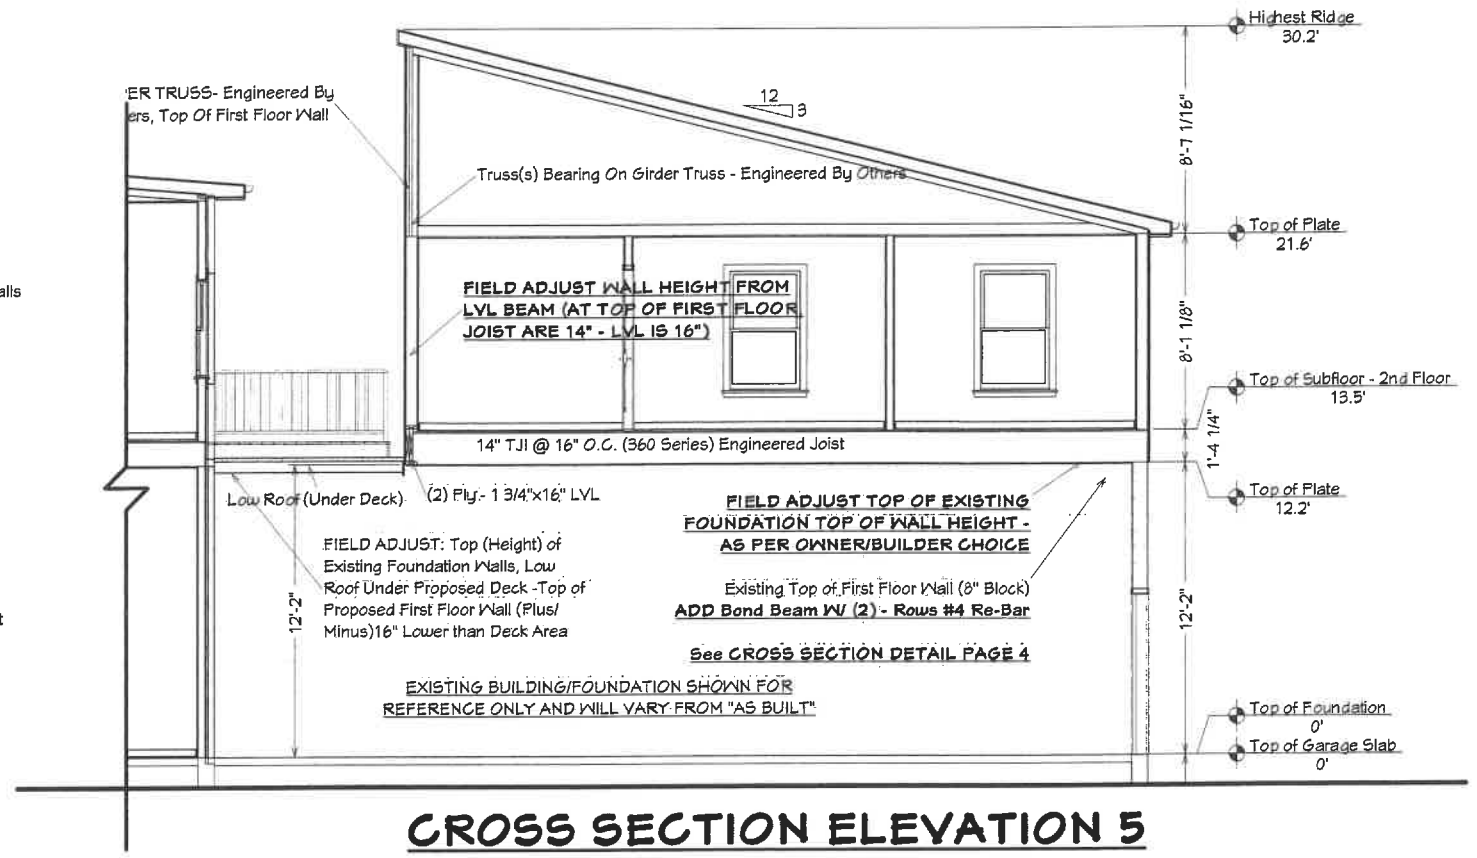 Highest Ridge
30.2'
'ER TRUSS- Engineered By
ers, Top Of First Floor Wall
12
3
8'-7 1/16"
Truss(s) Bearing On Girder Truss - Engineered By Others
Top of Plate
21.6'
alls
FIELD ADJUST WALL HEIGHT FROM
LVL BEAM (AT TOP OF FIRST FLOOR
JOIST ARE 14" - LVL IS 16")
8'-1 1/8"
Top of Subfloor - 2nd Floor
13.5'
14" TJI @ 16" O.C. (360 Series) Engineered Joist
1'-4 1/4"
Low Roof (Under Deck)
(2) Ply - 1 3/4"x16" LVL
Top of Plate
12.2'
FIELD ADJUST TOP OF EXISTING
FOUNDATION TOP OF WALL HEIGHT -
AS PER OWNER/BUILDER CHOICE
FIELD ADJUST: Top (Height) of
Existing Foundation Walls, Low
Roof Under Proposed Deck -Top of
Proposed First Floor Wall (Plus/
Minus)16" Lower than Deck Area
12'-2"
Existing Top of First Floor Wall (8" Block)
ADD Bond Beam W/ (2) - Rows #4 Re-Bar
12'-2"
t
See CROSS SECTION DETAIL PAGE 4
EXISTING BUILDING/FOUNDATION SHOWN FOR
REFERENCE ONLY AND WILL VARY FROM "AS BUILT"
Top of Foundation
0'
Top of Garage Slab
0'
CROSS SECTION ELEVATION 5